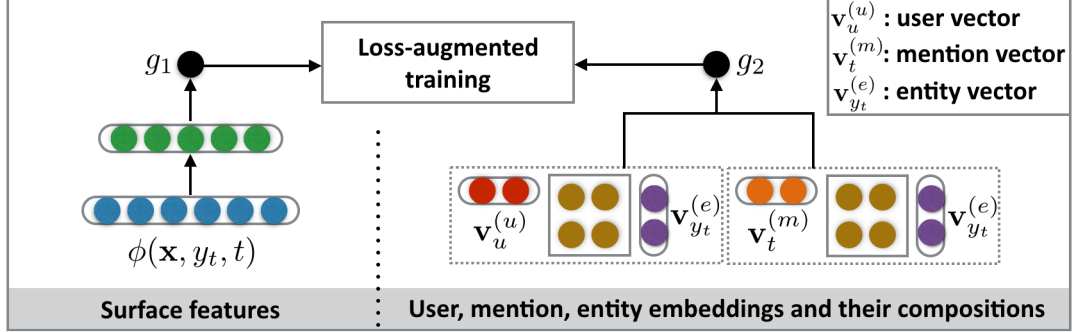 v_u^{(u)} : user vector
v_t^{(m)} : mention vector
v_{y_t}^{(e)} : entity vector
g_1
Loss-augmented
training
g_2
ϕ(x, y_t, t)
v_u^{(u)}
v_{y_t}^{(e)}
v_t^{(m)}
v_{y_t}^{(e)}
Surface features
User, mention, entity embeddings and their compositions